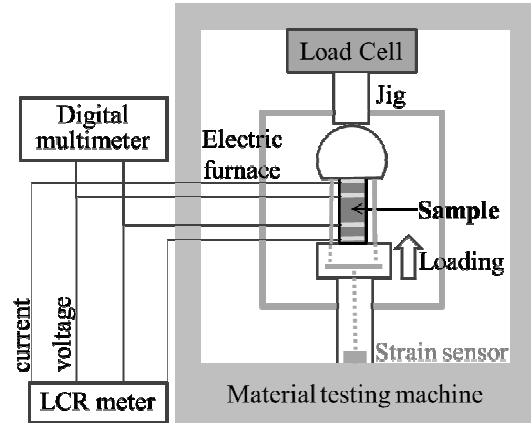 Load Cell
Jig
Digital
multimeter
Electric
furnace
Sample
Loading
current
voltage
Strain sensor
LCR meter
Material testing machine